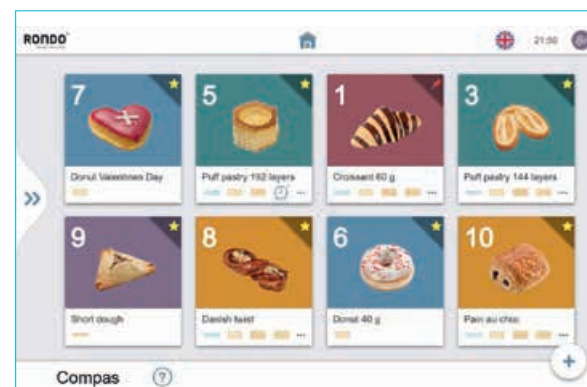 RONDO
21:50
7
5
1
3
Donut Valentines Day
Puff pastry 192 layers
Croissant 60 g
Puff pastry 144 layers
9
8
6
10
Short dough
Danish twist
Donut 40 g
Pain au choc
Compas ?